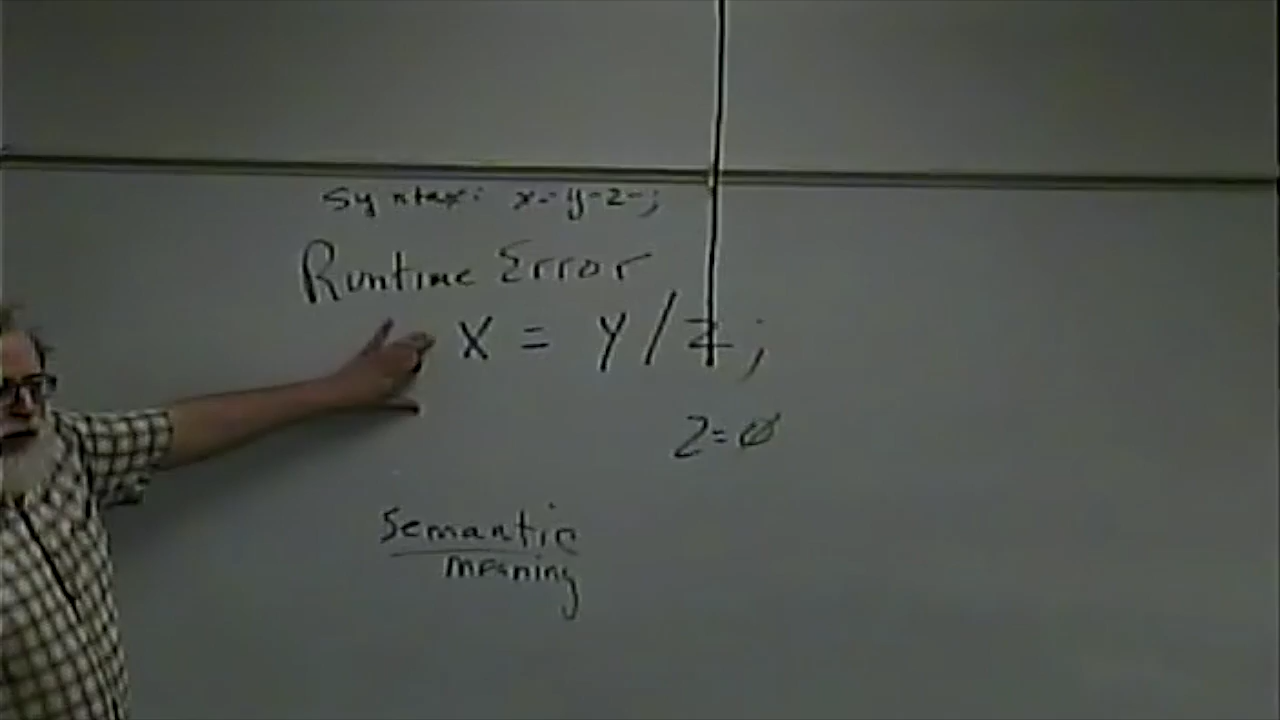 Syntax: x=y-z-;
Runtime Error
X = Y/Z;
Z=0
Semantic
meaning